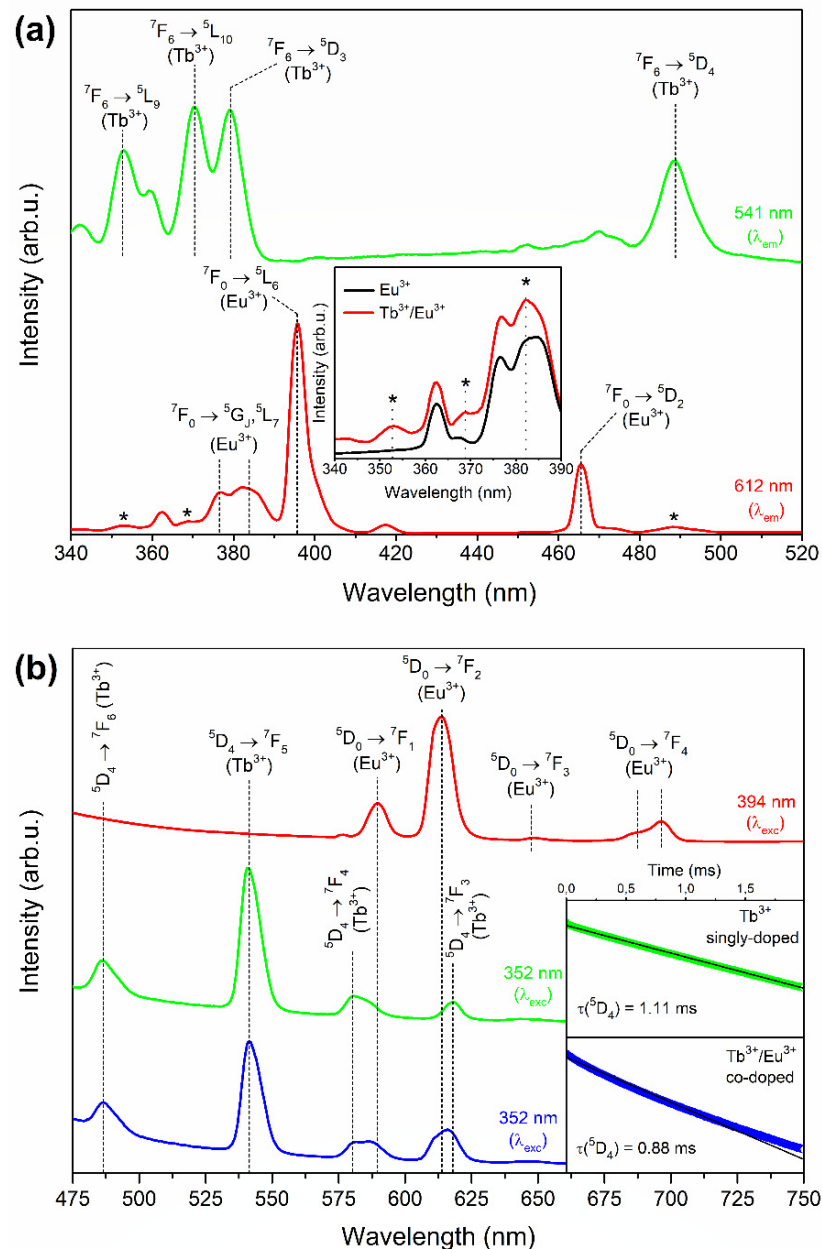 (a)
⁷F₆ → ⁵L₁₀
(Tb³⁺)
⁷F₆ → ⁵D₃
(Tb³⁺)
⁷F₆ → ⁵D₄
(Tb³⁺)
⁷F₆ → ⁵L₉
(Tb³⁺)
541 nm
(λem)
⁷F₀ → ⁵L₆
(Eu³⁺)
⁷F₀ → ⁵G_J,⁵L₇
(Eu³⁺)
⁷F₀ → ⁵D₂
(Eu³⁺)
612 nm
(λem)
* * *
Intensity (arb.u.)
340 360 380 400 420 440 460 480 500 520
Wavelength (nm)
Eu³⁺
Tb³⁺/Eu³⁺
* * *
Intensity (arb.u.)
340 350 360 370 380 390
Wavelength (nm)
(b)
⁵D₄ → ⁷F₆ (Tb³⁺)
⁵D₄ → ⁷F₅
(Tb³⁺)
⁵D₀ → ⁷F₁
(Eu³⁺)
⁵D₀ → ⁷F₂
(Eu³⁺)
⁵D₀ → ⁷F₃
(Eu³⁺)
⁵D₀ → ⁷F₄
(Eu³⁺)
394 nm
(λexc)
⁵D₄ → ⁷F₄
(Tb³⁺)
⁵D₄ → ⁷F₃
(Tb³⁺)
352 nm
(λexc)
352 nm
(λexc)
Time (ms)
0,0 0,6 1,2 1,8
Tb³⁺
singly-doped
τ(⁵D₄) = 1.11 ms
Tb³⁺/Eu³⁺
co-doped
τ(⁵D₄) = 0.88 ms
Intensity (arb.u.)
475 500 525 550 575 600 625 650 675 700 725 750
Wavelength (nm)